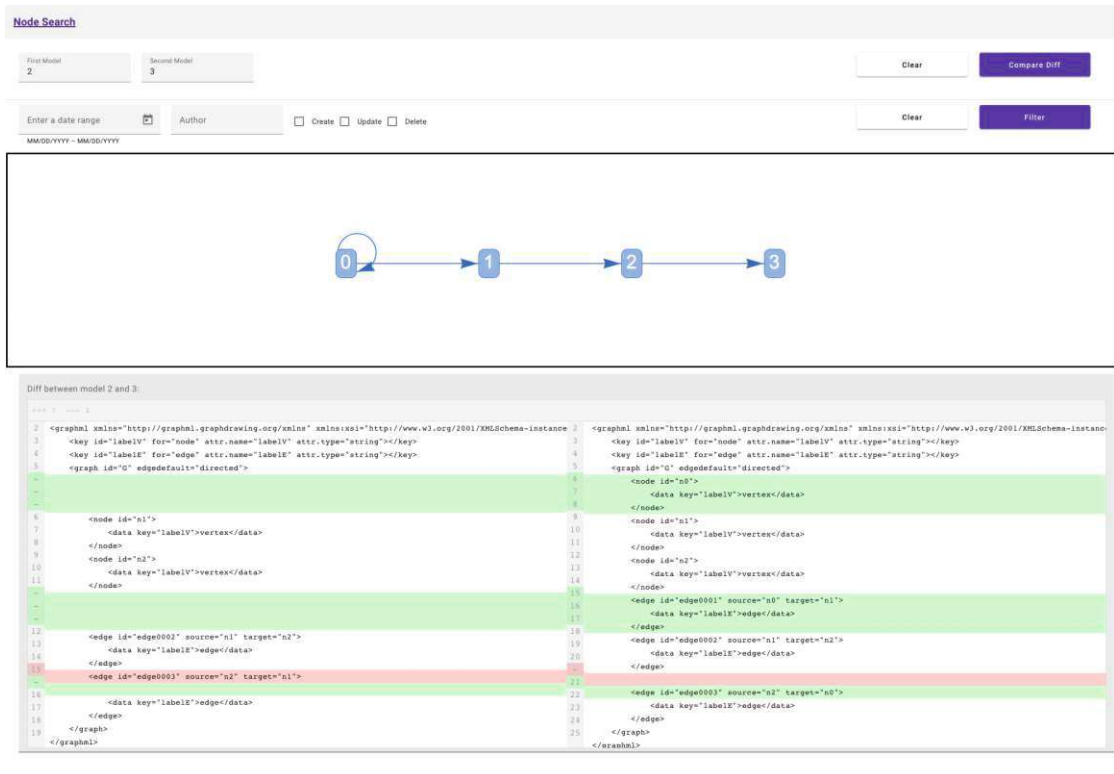 Node Search
First Model
2
Second Model
3
Clear
Compare Diff
Enter a date range
Author
Create Update Delete
Clear
Filter
MM/DD/YYYY – MM/DD/YYYY
0 1 2 3
Diff between model 2 and 3:
2 <graphml xmlns="http://graphml.graphdrawing.org/xmlns" xmlns:xsi="http://www.w3.org/2001/XMLSchema-instance
3 <key id="labelV" for="node" attr.name="labelV" attr.type="string"></key>
4 <key id="labelE" for="edge" attr.name="labelE" attr.type="string"></key>
5 <graph id="G" edgedefault="directed">
-
-
-
6 <node id="n1">
7 <data key="labelV">vertex</data>
8 </node>
9 <node id="n2">
10 <data key="labelV">vertex</data>
11 </node>
-
-
-
12 <edge id="edge0002" source="n1" target="n2">
13 <data key="labelE">edge</data>
14 </edge>
15 <edge id="edge0003" source="n2" target="n1">
-
16 <data key="labelE">edge</data>
17 </edge>
18 </graph>
19 </graphml>
2 <graphml xmlns="http://graphml.graphdrawing.org/xmlns" xmlns:xsi="http://www.w3.org/2001/XMLSchema-instanc
3 <key id="labelV" for="node" attr.name="labelV" attr.type="string"></key>
4 <key id="labelE" for="edge" attr.name="labelE" attr.type="string"></key>
5 <graph id="G" edgedefault="directed">
6 <node id="n0">
7 <data key="labelV">vertex</data>
8 </node>
9 <node id="n1">
10 <data key="labelV">vertex</data>
11 </node>
12 <node id="n2">
13 <data key="labelV">vertex</data>
14 </node>
15 <edge id="edge0001" source="n0" target="n1">
16 <data key="labelE">edge</data>
17 </edge>
18 <edge id="edge0002" source="n1" target="n2">
19 <data key="labelE">edge</data>
20 </edge>
-
21 <edge id="edge0003" source="n2" target="n0">
22 <data key="labelE">edge</data>
23 </edge>
24 </graph>
25 </graphml>